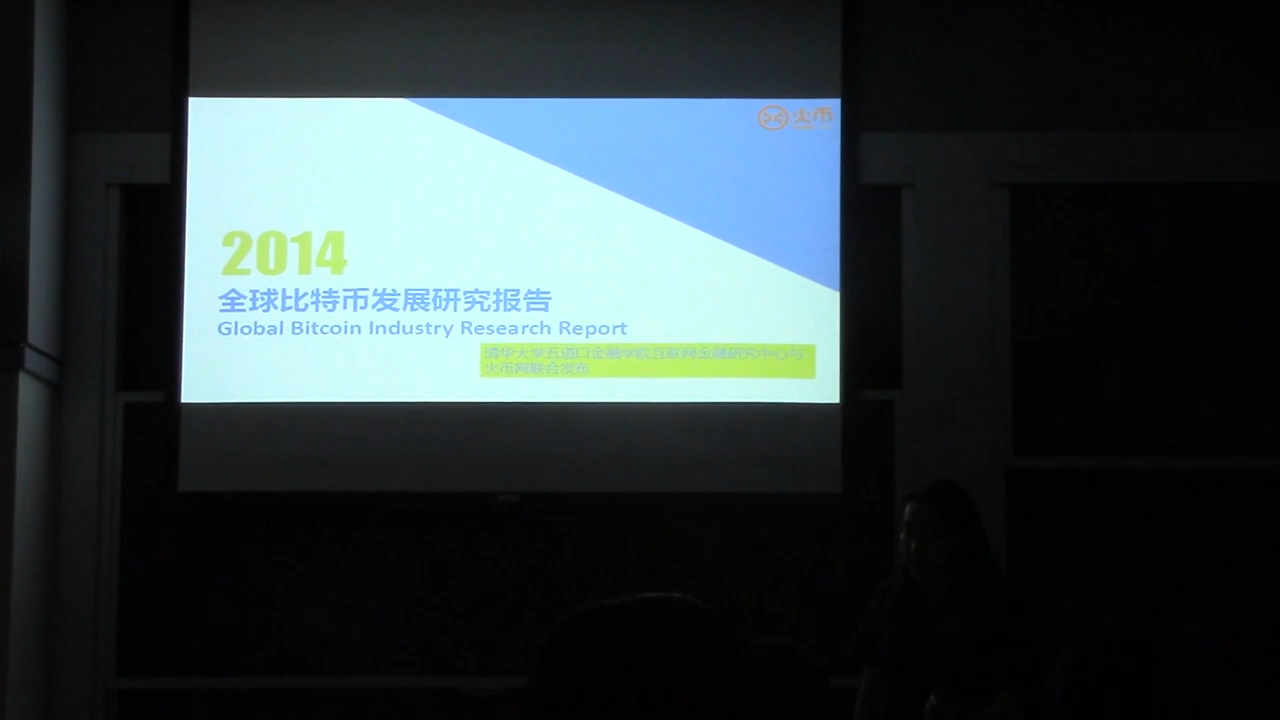 火币
2014
全球比特币发展研究报告
Global Bitcoin Industry Research Report
清华大学五道口金融学院互联网金融研究中心与
火币网联合发布